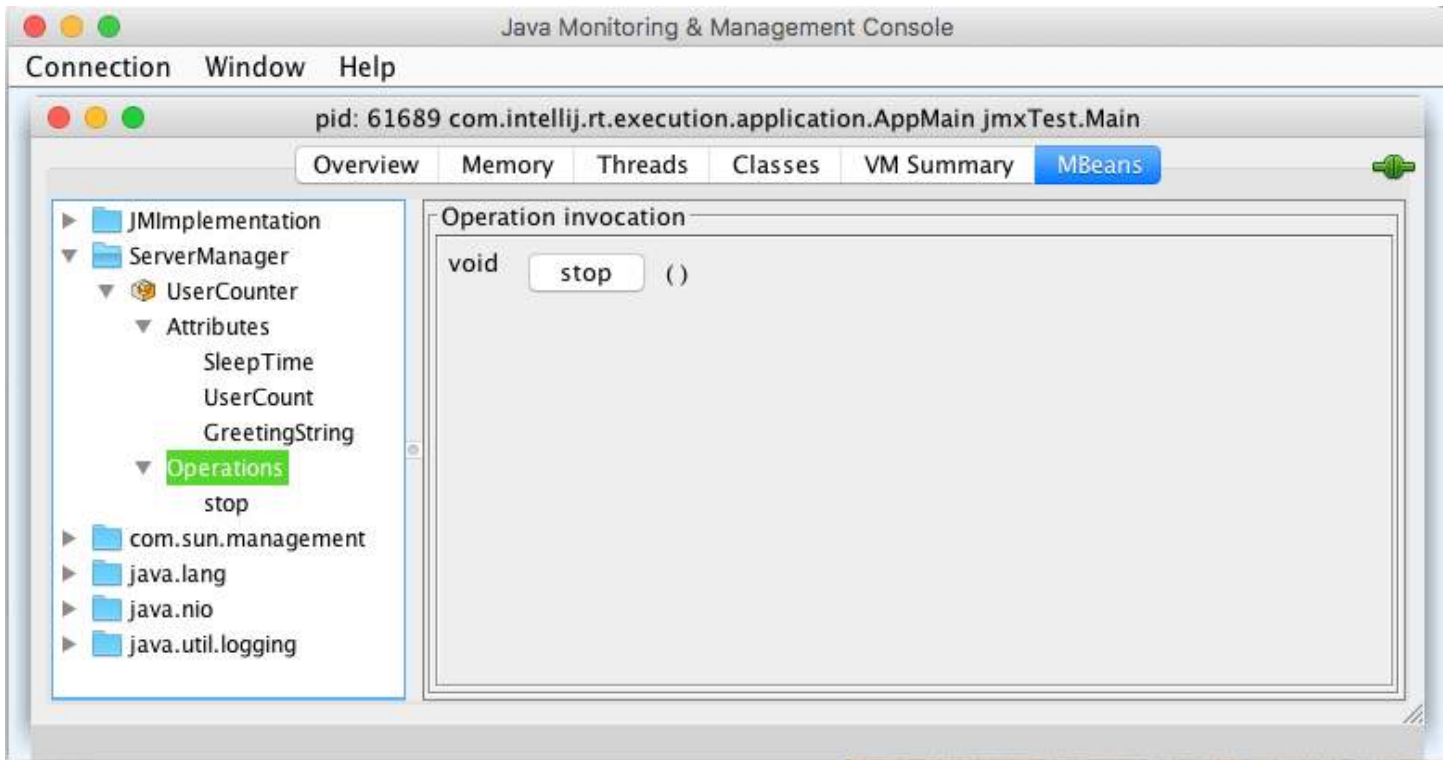 Java Monitoring & Management Console
Connection Window Help
pid: 61689 com.intellij.rt.execution.application.AppMain jmxTest.Main
Overview Memory Threads Classes VM Summary MBeans
JMImplementation
ServerManager
UserCounter
Attributes
SleepTime
UserCount
GreetingString
Operations
stop
com.sun.management
java.lang
java.nio
java.util.logging
Operation invocation
void stop ()